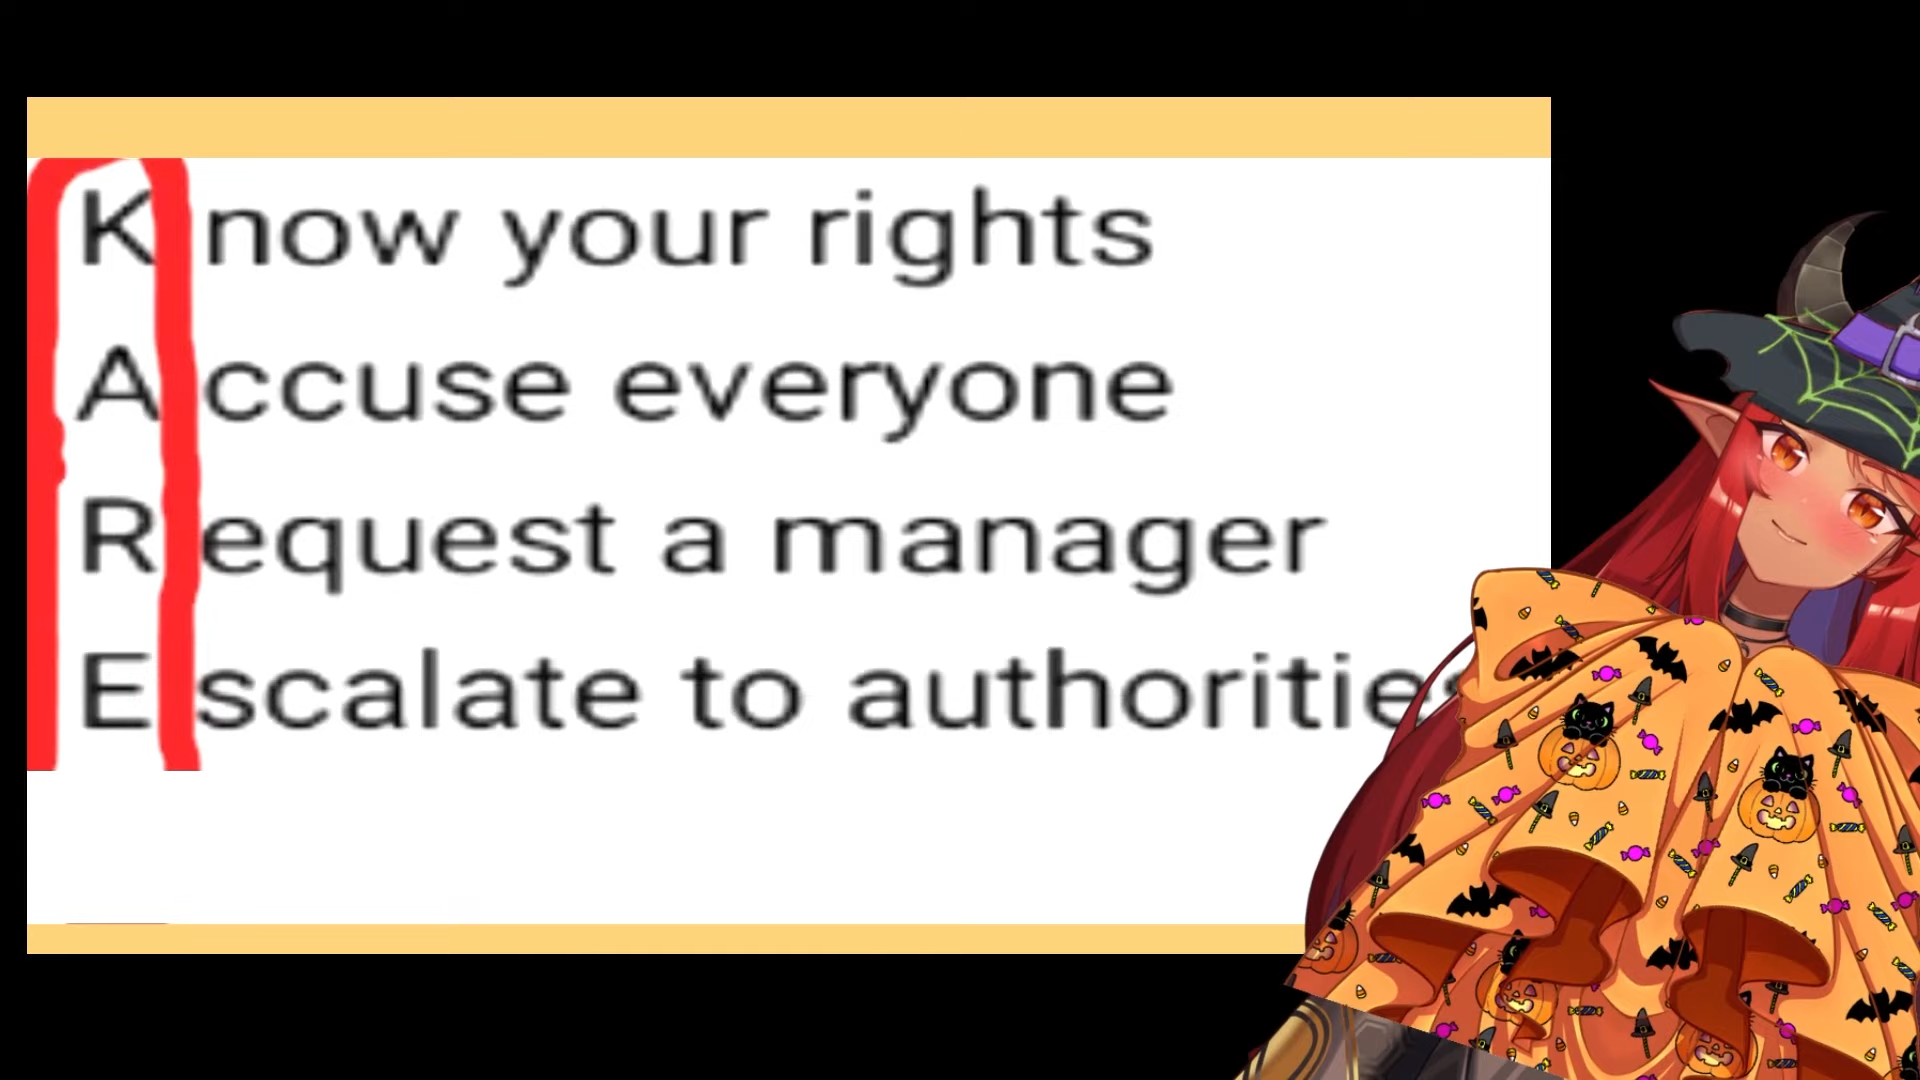 Know your rights
Accuse everyone
Request a manager
Escalate to authorities